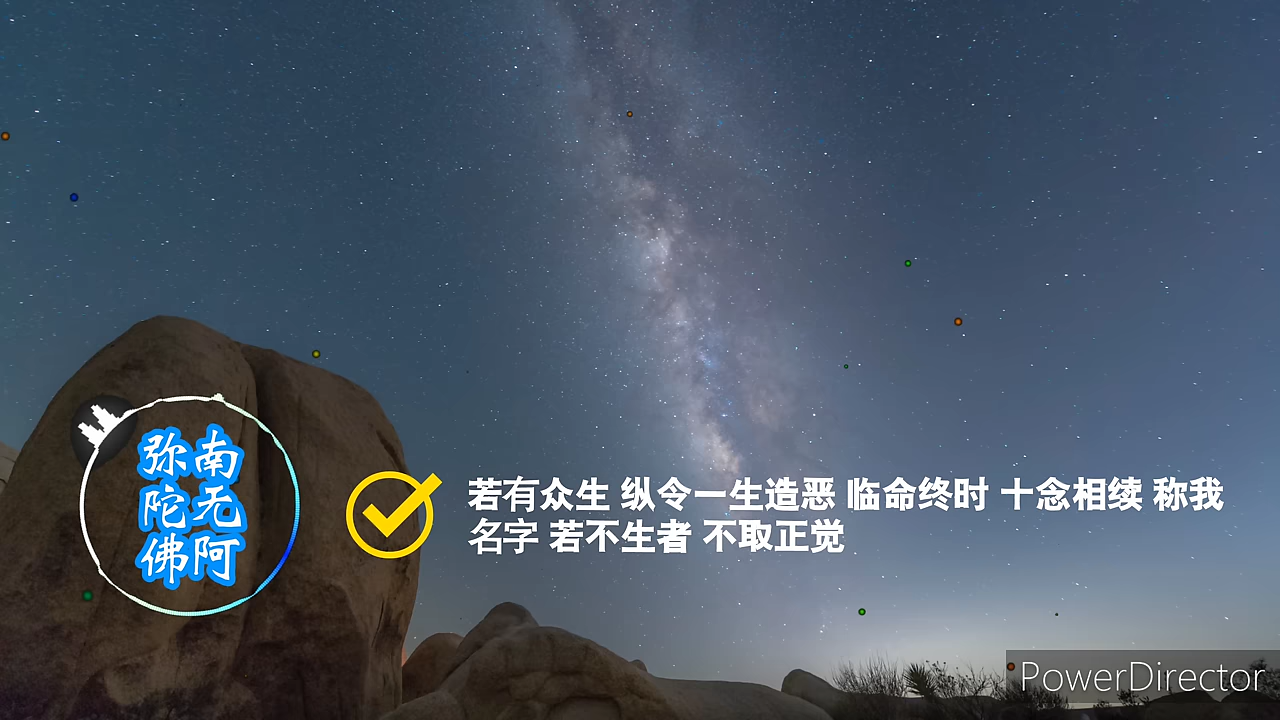 南无阿
弥陀佛
若有众生 纵令一生造恶 临命终时 十念相续 称我
名字 若不生者 不取正觉
PowerDirector